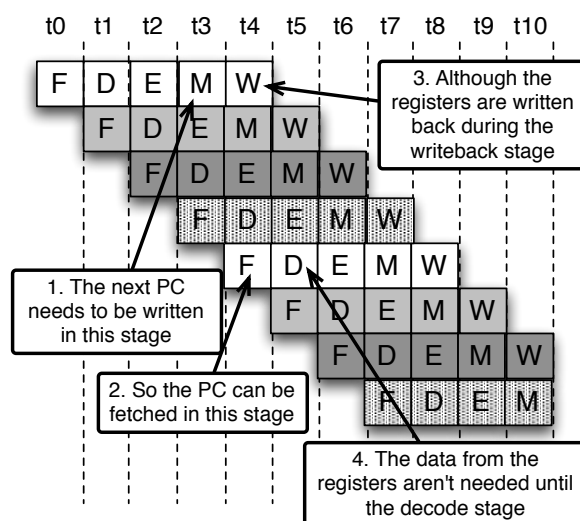 t0 t1 t2 t3 t4 t5 t6 t7 t8 t9 t10
F D E M W
3. Although the
registers are written
back during the
writeback stage
F D E M W
F D E M W
F D E M W
F D E M W
1. The next PC
needs to be written
in this stage
F D E M W
F D E M W
2. So the PC can be
fetched in this stage
F D E M
4. The data from the
registers aren't needed until
the decode stage